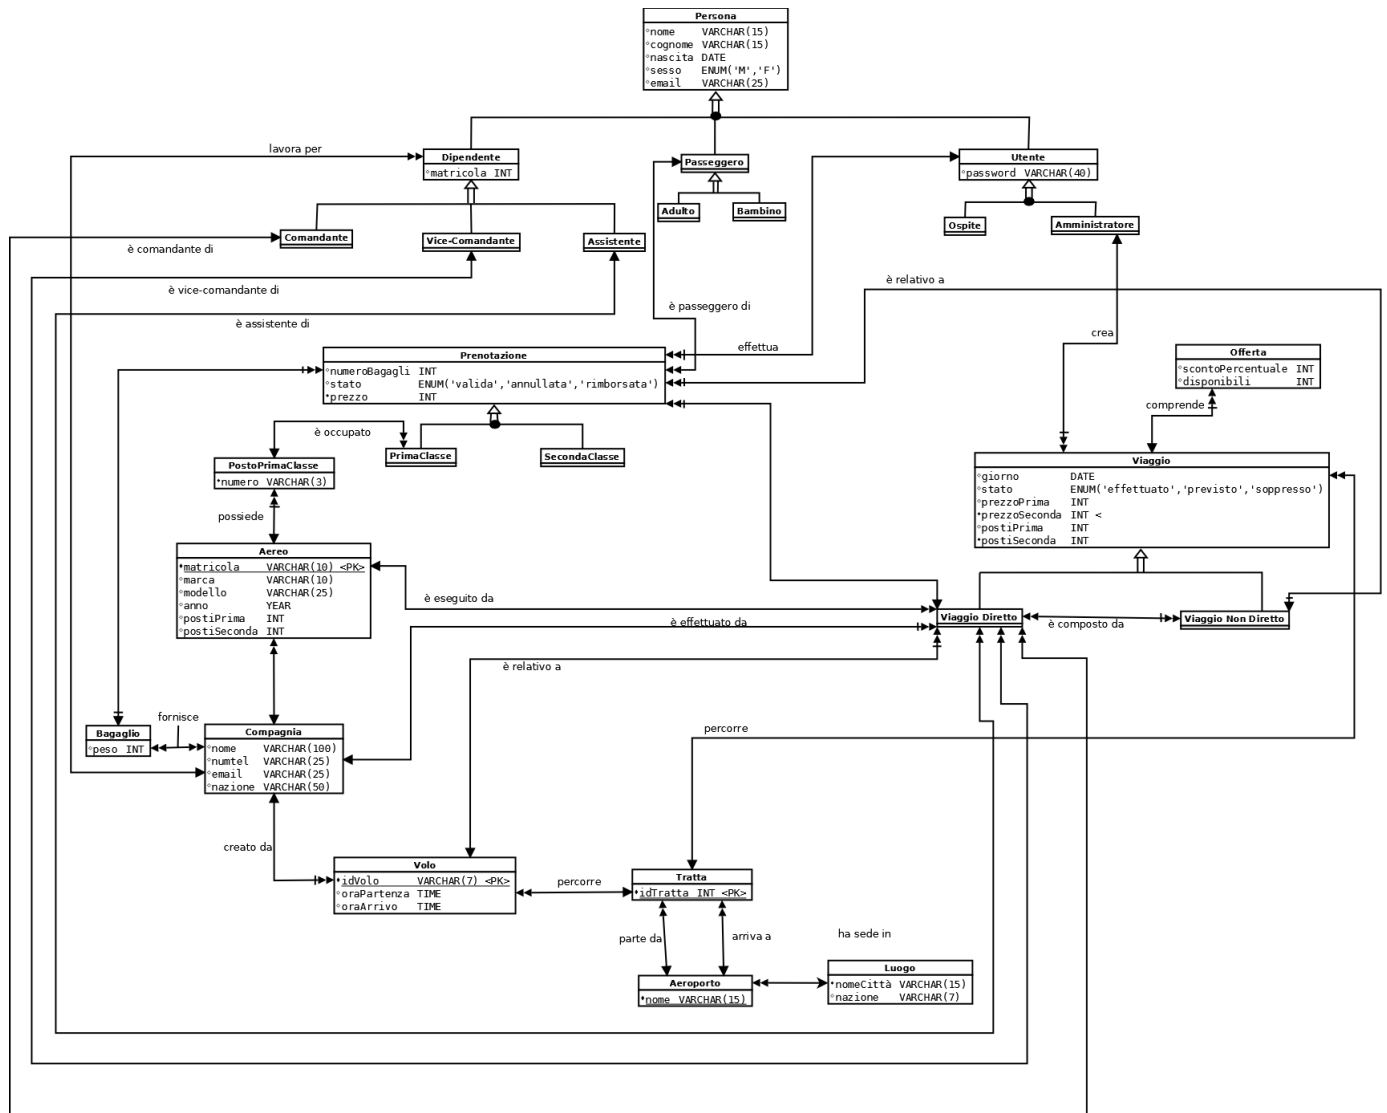 Persona
nome VARCHAR(15)
cognome VARCHAR(15)
nascita DATE
sesso ENUM('M','F')
email VARCHAR(25)
lavora per
Dipendente
matricola INT
Passeggero
Utente
password VARCHAR(40)
Adulto
Bambino
Ospite
Amministratore
Comandante
Vice-Comandante
Assistente
è comandante di
è vice-comandante di
è relativo a
è passeggero di
è assistente di
crea
effettua
Prenotazione
numeroBagagli INT
stato ENUM('valida','annullata','rimborsata')
prezzo INT
Offerta
scontoPercentuale INT
disponibili INT
comprende
è occupato
PrimaClasse
SecondaClasse
PostoPrimaClasse
numero VARCHAR(3)
Viaggio
giorno DATE
stato ENUM('effettuato','previsto','soppresso')
prezzoPrima INT
prezzoSeconda INT <
postiPrima INT
postiSeconda INT
possiede
Aereo
matricola VARCHAR(10) <PK>
marca VARCHAR(10)
modello VARCHAR(25)
anno YEAR
postiPrima INT
postiSeconda INT
è eseguito da
è effettuato da
Viaggio Diretto
è composto da
Viaggio Non Diretto
è relativo a
fornisce
Bagaglio
peso INT
Compagnia
nome VARCHAR(100)
numtel VARCHAR(25)
email VARCHAR(25)
nazione VARCHAR(50)
percorre
creato da
Volo
idVolo VARCHAR(7) <PK>
oraPartenza TIME
oraArrivo TIME
percorre
Tratta
idTratta INT <PK>
parte da
arriva a
ha sede in
Aeroporto
nome VARCHAR(15)
Luogo
nomeCittà VARCHAR(15)
nazione VARCHAR(7)